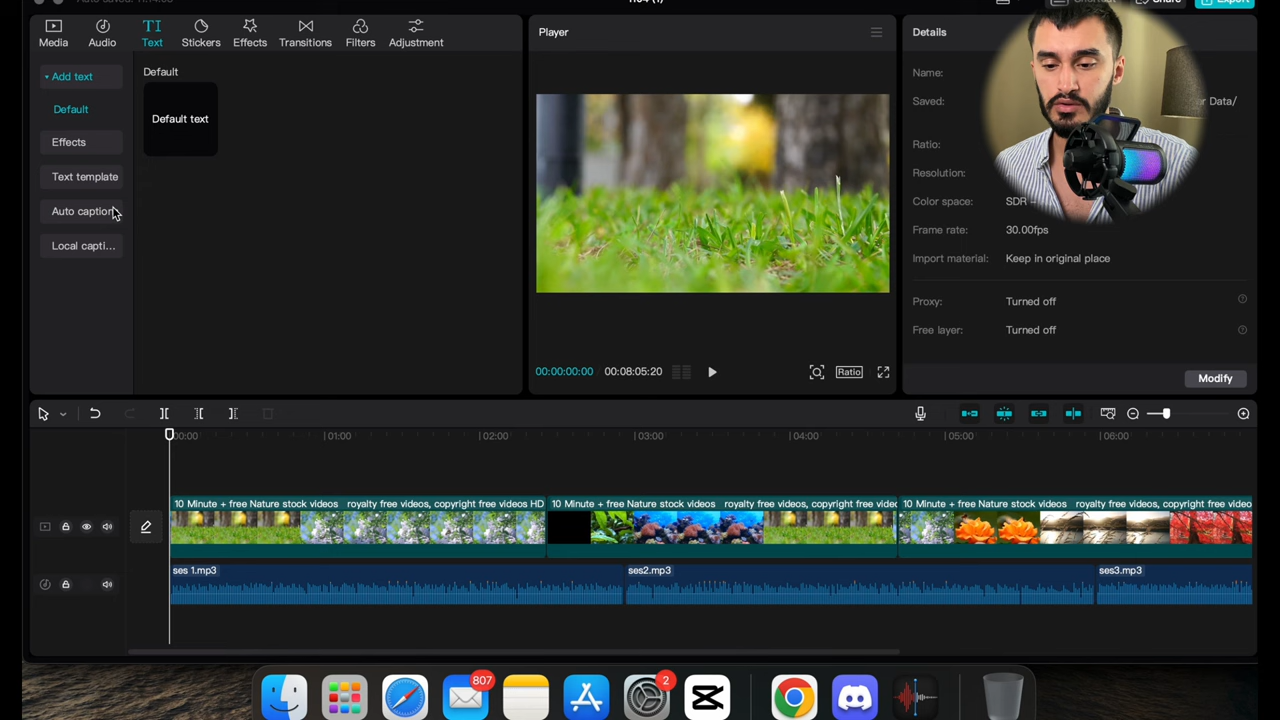 Media
Audio
TI
Text
Stickers
Effects
Transitions
Filters
Adjustment
Add text
Default
Effects
Text template
Auto caption
Local capti...
Default
Default text
Player
00:00:00:00
00:08:05:20
Ratio
Details
Name:
Saved:
r Data/
Ratio:
Resolution:
Color space:
SDR -
Frame rate:
30.00fps
Import material:
Keep in original place
Proxy:
Turned off
Free layer:
Turned off
Modify
00:00
01:00
02:00
03:00
04:00
05:00
06:00
10 Minute + free Nature stock videos royalty free videos, copyright free videos HD
10 Minute + free Nature stock videos royalty free videos, copyright free videos
10 Minute + free Nature stock videos royalty free videos, copyright free video
ses 1.mp3
ses2.mp3
ses3.mp3
807
2